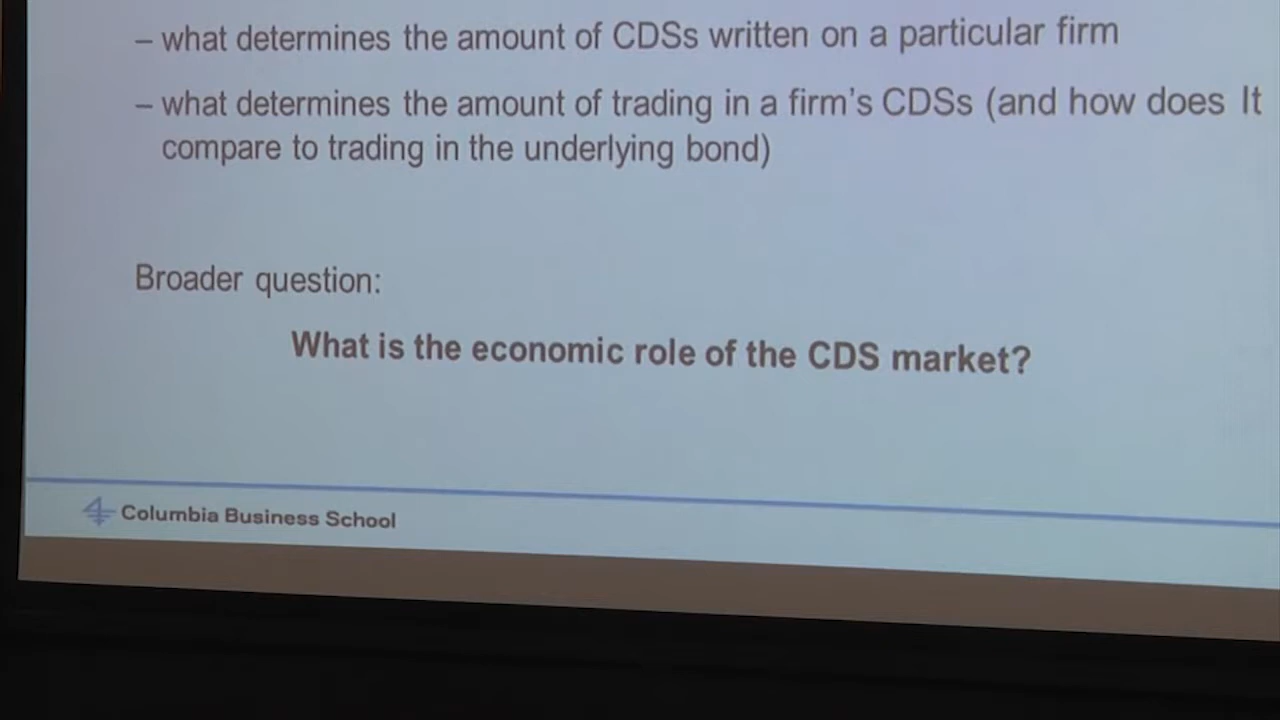 – what determines the amount of CDSs written on a particular firm
– what determines the amount of trading in a firm's CDSs (and how does It
compare to trading in the underlying bond)
Broader question:
What is the economic role of the CDS market?
Columbia Business School